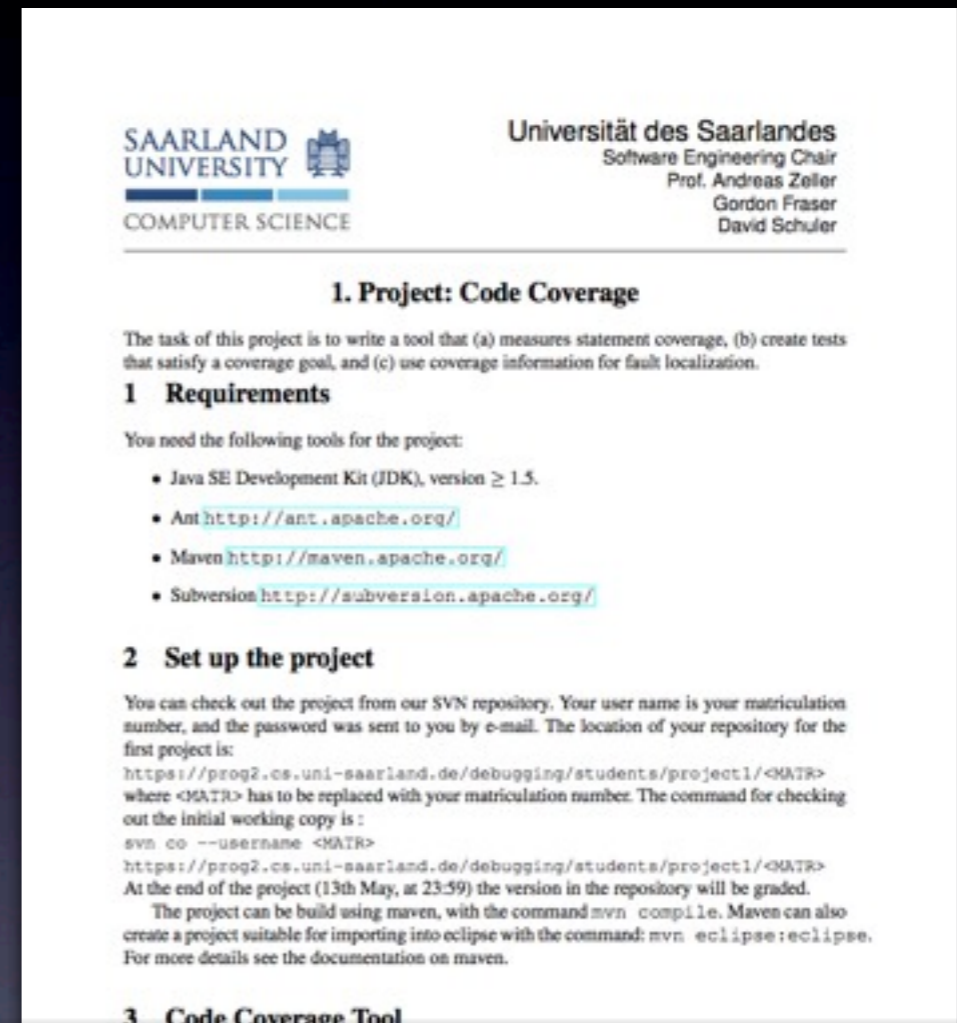 SAARLAND
UNIVERSITY
COMPUTER SCIENCE
Universität des Saarlandes
Software Engineering Chair
Prof. Andreas Zeller
Gordon Fraser
David Schuler
1. Project: Code Coverage
The task of this project is to write a tool that (a) measures statement coverage, (b) create tests
that satisfy a coverage goal, and (c) use coverage information for fault localization.
1 Requirements
You need the following tools for the project:
• Java SE Development Kit (JDK), version ≥ 1.5.
• Ant http://ant.apache.org/
• Maven http://maven.apache.org/
• Subversion http://subversion.apache.org/
2 Set up the project
You can check out the project from our SVN repository. Your user name is your matriculation
number, and the password was sent to you by e-mail. The location of your repository for the
first project is:
https://prog2.cs.uni-saarland.de/debugging/students/project1/<MATR>
where <MATR> has to be replaced with your matriculation number. The command for checking
out the initial working copy is :
svn co --username <MATR>
https://prog2.cs.uni-saarland.de/debugging/students/project1/<MATR>
At the end of the project (13th May, at 23:59) the version in the repository will be graded.
The project can be build using maven, with the command mvn compile. Maven can also
create a project suitable for importing into eclipse with the command: mvn eclipse:eclipse.
For more details see the documentation on maven.
3 Code Coverage Tool